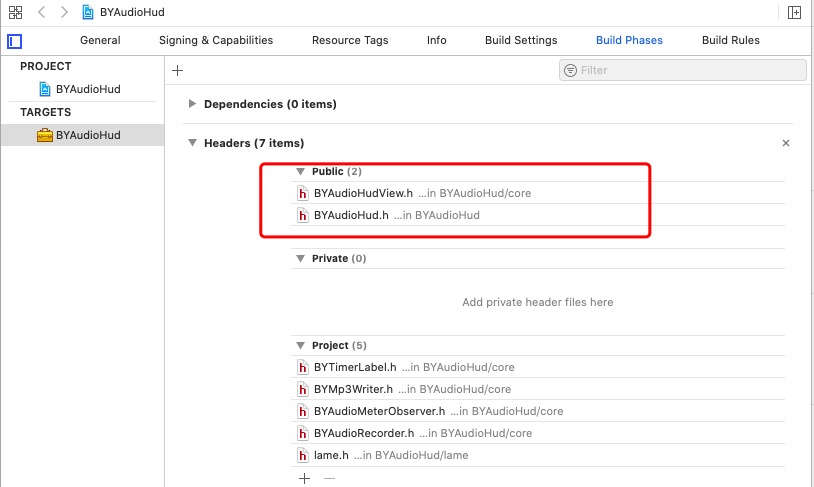 BYAudioHud
General Signing & Capabilities Resource Tags Info Build Settings Build Phases Build Rules
PROJECT
BYAudioHud
TARGETS
BYAudioHud
Filter
Dependencies (0 items)
Headers (7 items)
Public (2)
BYAudioHudView.h ...in BYAudioHud/core
BYAudioHud.h ...in BYAudioHud
Private (0)
Add private header files here
Project (5)
BYTimerLabel.h ...in BYAudioHud/core
BYMp3Writer.h ...in BYAudioHud/core
BYAudioMeterObserver.h ...in BYAudioHud/core
BYAudioRecorder.h ...in BYAudioHud/core
lame.h ...in BYAudioHud/lame